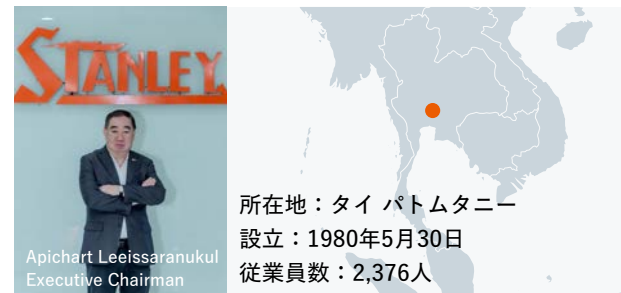 STANLEY
Apichart Leeissaranukul
Executive Chairman
所在地：タイ パトムタニー
設立：1980年5月30日
従業員数：2,376人